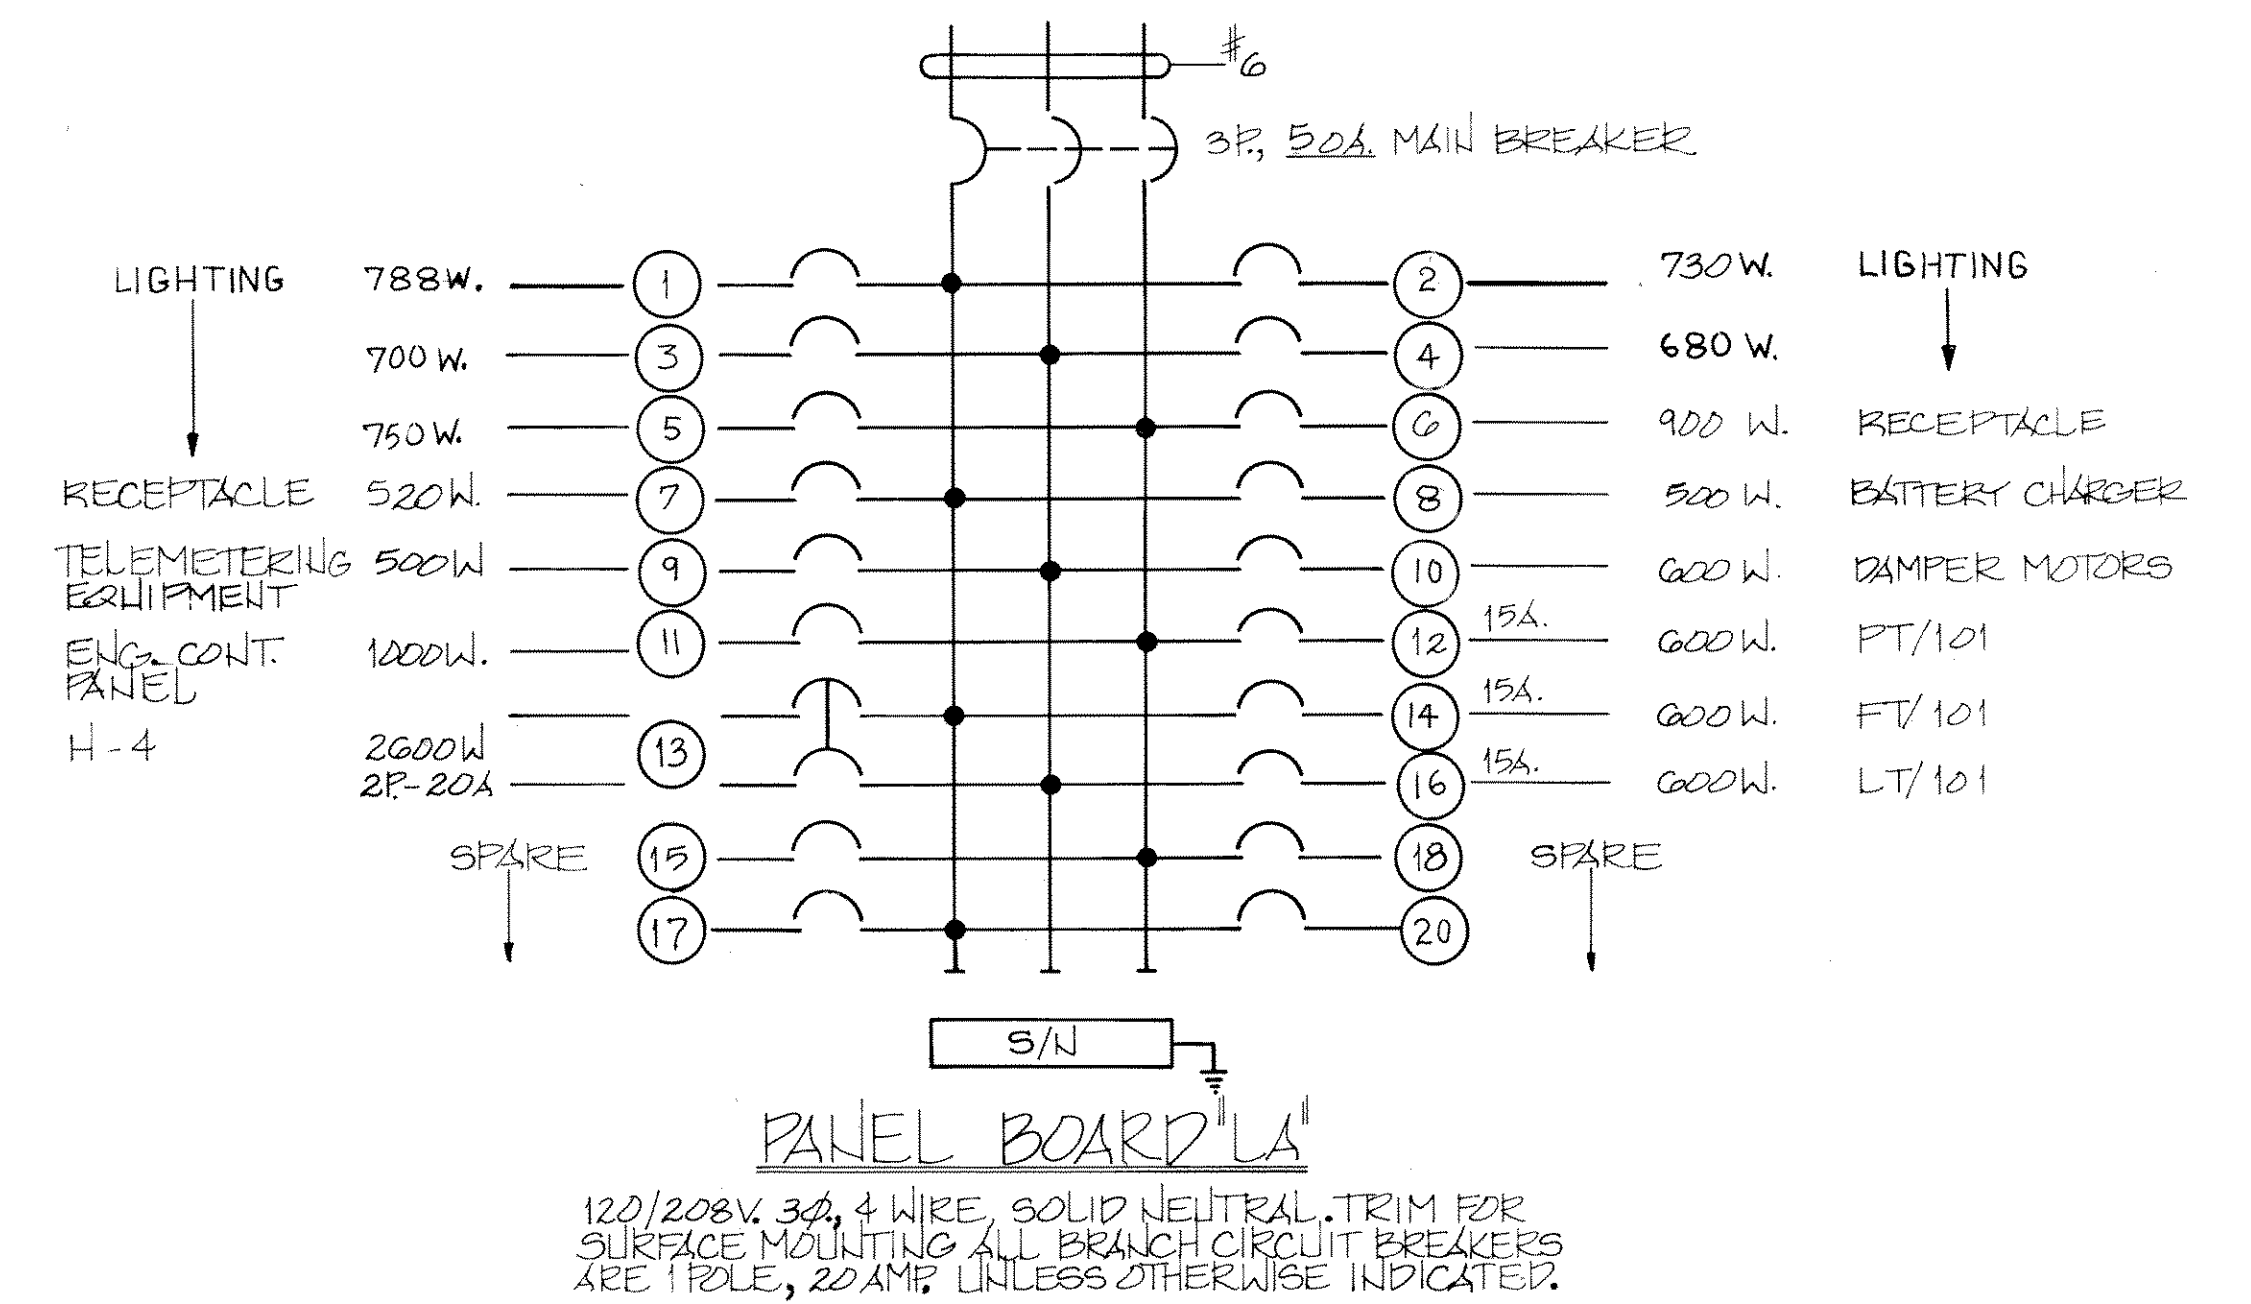 #6
3P., 50A. MAIN BREAKER
LIGHTING 788W. 1 2 730W. LIGHTING
700W. 3 4 680 W.
750W. 5 6 900 W. RECEPTACLE
RECEPTACLE 520W. 7 8 500 W. BATTERY CHARGER
TELEMETERING 500W 9 10 600 W. DAMPER MOTORS
EQUIPMENT
ENG. CONT. 1000W. 11 12 15A. 600W. PT/101
PANEL
14 15A. 600W. FT/101
H-4 2600W 13
2P.-20A 16 15A. 600W. LT/101
SPARE 15 18 SPARE
17 20
S/N
PANEL BOARD "LA"
120/208V. 3Ø., 4 WIRE, SOLID NEUTRAL. TRIM FOR
SURFACE MOUNTING ALL BRANCH CIRCUIT BREAKERS
ARE 1 POLE, 20 AMP. UNLESS OTHERWISE INDICATED.